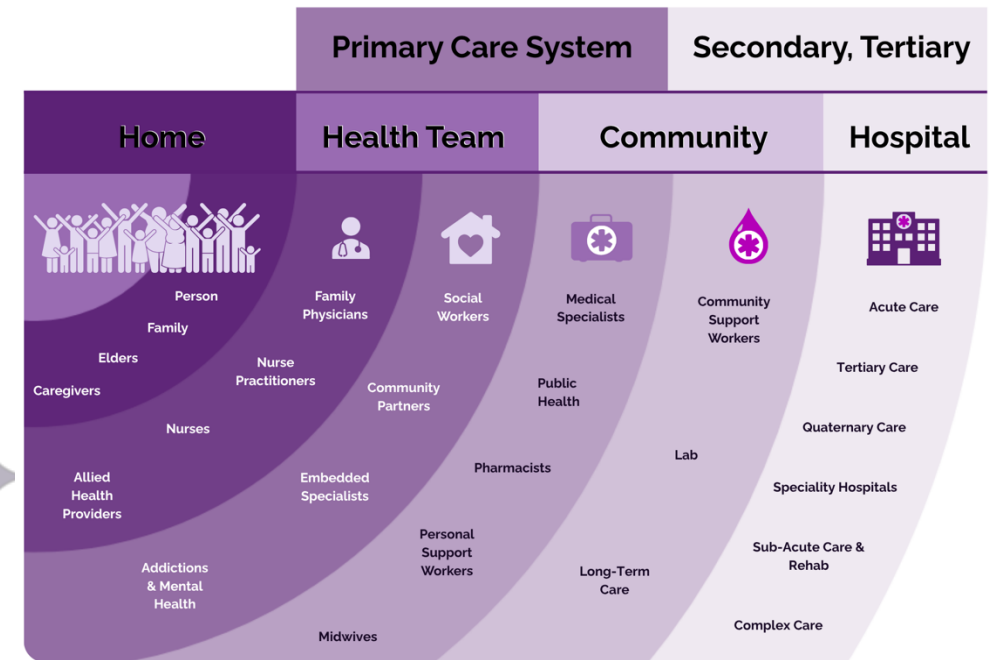 Primary Care System
Secondary, Tertiary
Home
Health Team
Community
Hospital
Person
Family
Elders
Caregivers
Family
Physicians
Nurse
Practitioners
Nurses
Allied
Health
Providers
Social
Workers
Community
Partners
Embedded
Specialists
Addictions
& Mental
Health
Medical
Specialists
Public
Health
Pharmacists
Personal
Support
Workers
Midwives
Community
Support
Workers
Lab
Long-Term
Care
Acute Care
Tertiary Care
Quaternary Care
Speciality Hospitals
Sub-Acute Care &
Rehab
Complex Care